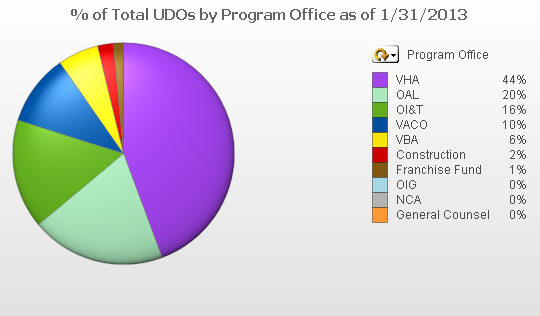 % of Total UDOs by Program Office as of 1/31/2013
Program Office
VHA 44%
OAL 20%
OI&T 16%
VACO 10%
VBA 6%
Construction 2%
Franchise Fund 1%
OIG 0%
NCA 0%
General Counsel 0%